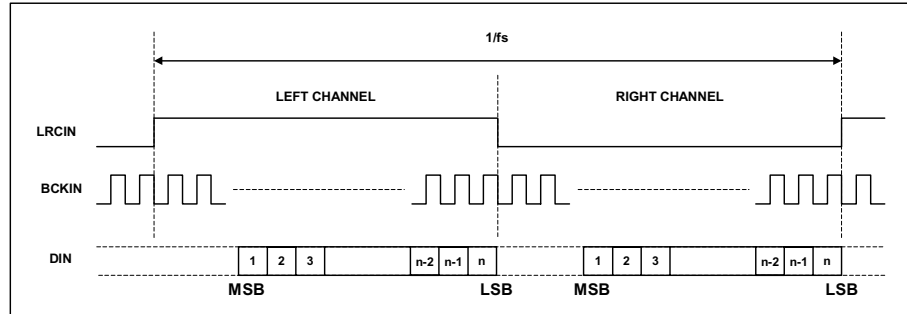 1/fs
LEFT CHANNEL RIGHT CHANNEL
LRCIN
BCKIN
DIN 1 2 3 n-2 n-1 n 1 2 3 n-2 n-1 n
MSB LSB MSB LSB